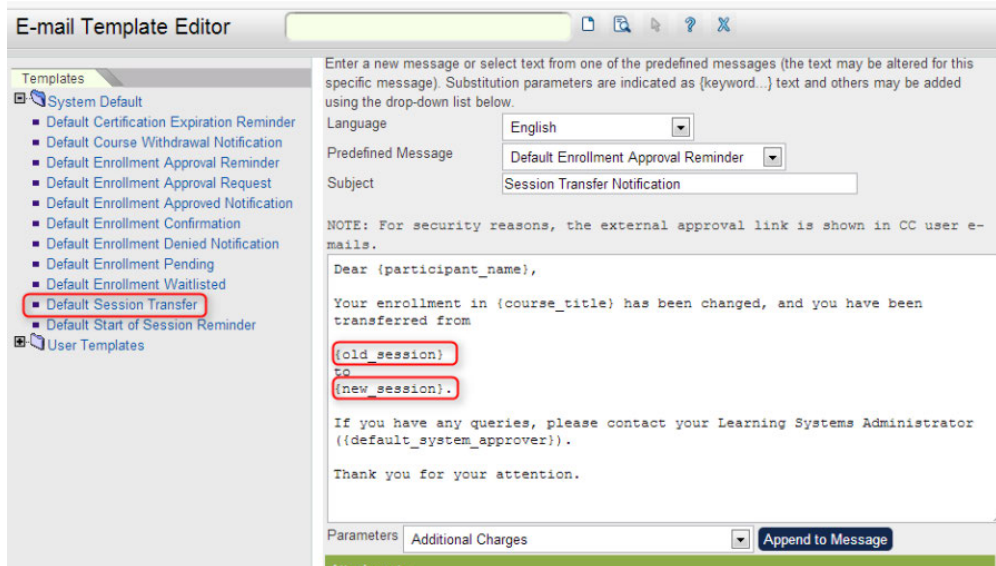 E-mail Template Editor
Templates
System Default
Default Certification Expiration Reminder
Default Course Withdrawal Notification
Default Enrollment Approval Reminder
Default Enrollment Approval Request
Default Enrollment Approved Notification
Default Enrollment Confirmation
Default Enrollment Denied Notification
Default Enrollment Pending
Default Enrollment Waitlisted
Default Session Transfer
Default Start of Session Reminder
User Templates
Enter a new message or select text from one of the predefined messages (the text may be altered for this
specific message). Substitution parameters are indicated as {keyword...} text and others may be added
using the drop-down list below.
Language English
Predefined Message Default Enrollment Approval Reminder
Subject Session Transfer Notification
NOTE: For security reasons, the external approval link is shown in CC user e-
mails.
Dear {participant_name},
Your enrollment in {course_title} has been changed, and you have been
transferred from
{old_session}
to
{new_session}.
If you have any queries, please contact your Learning Systems Administrator
({default_system_approver}).
Thank you for your attention.
Parameters Additional Charges Append to Message